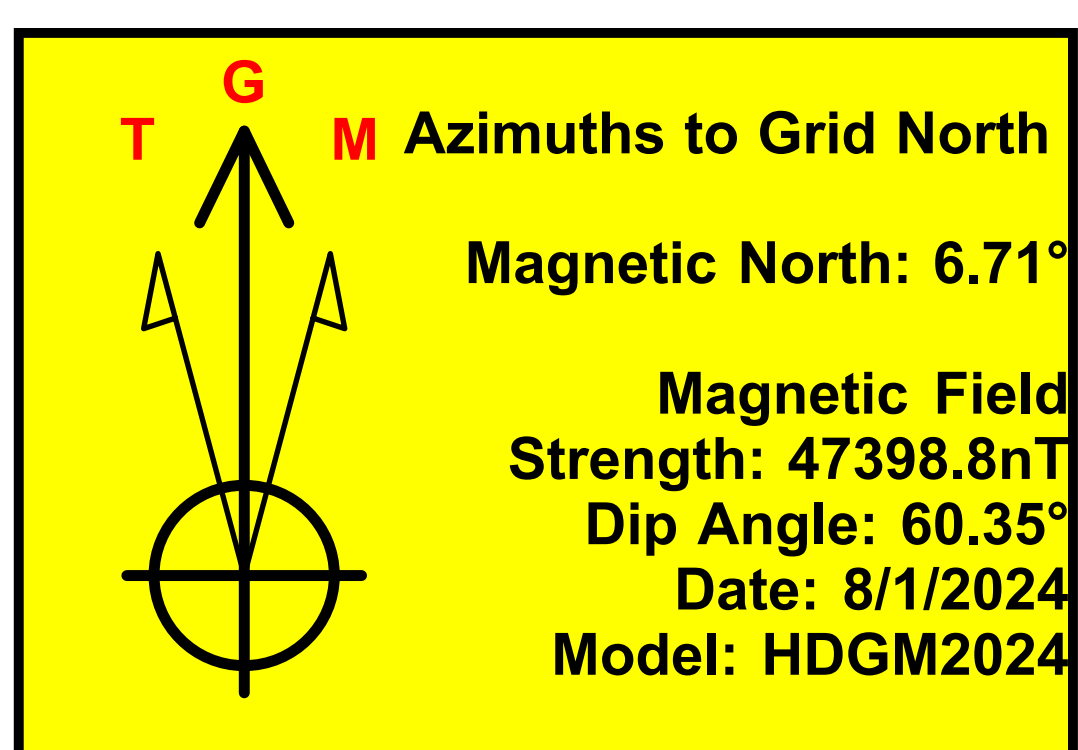 G
T M Azimuths to Grid North
Magnetic North: 6.71°
Magnetic Field
Strength: 47398.8nT
Dip Angle: 60.35°
Date: 8/1/2024
Model: HDGM2024